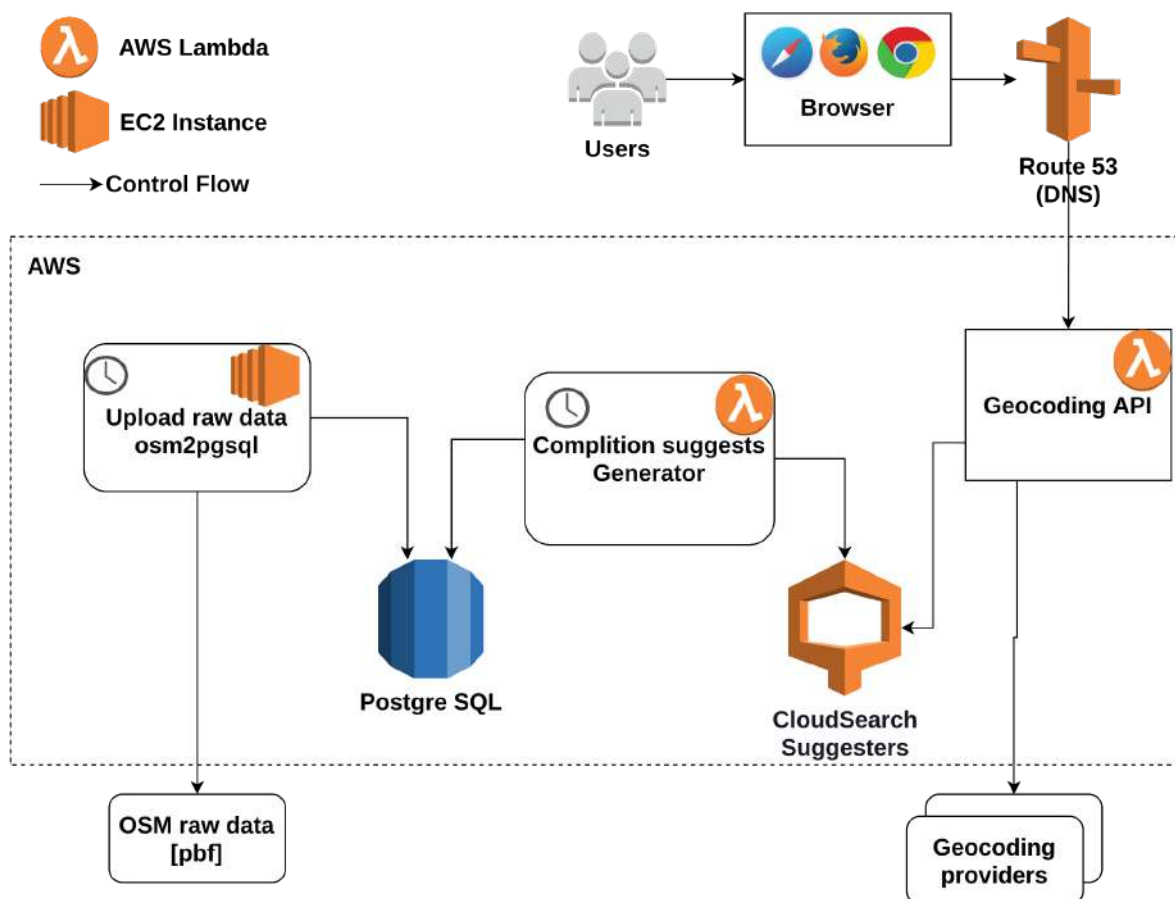 AWS Lambda
EC2 Instance
Control Flow
Users
Browser
Route 53
(DNS)
AWS
Upload raw data
osm2pgsql
Complition suggests
Generator
Geocoding API
Postgre SQL
CloudSearch
Suggesters
OSM raw data
[pbf]
Geocoding
providers